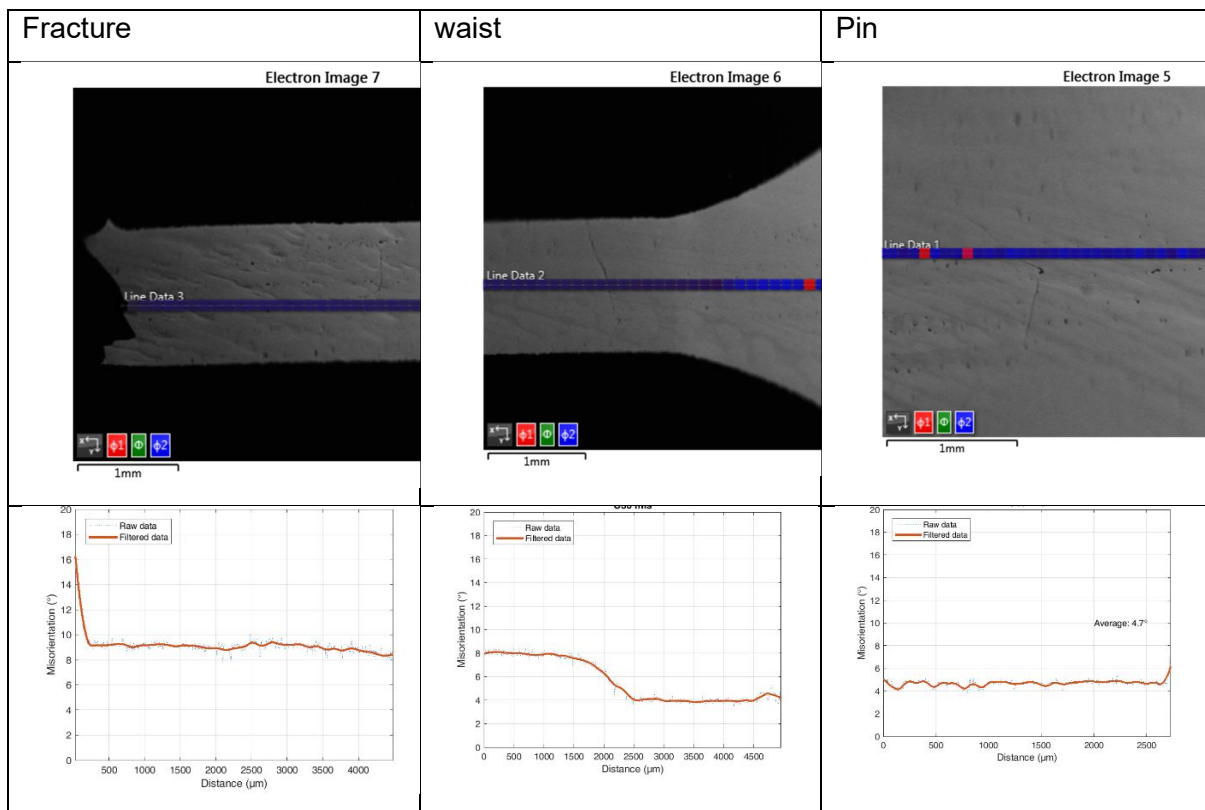 Fracture
waist
Pin
Electron Image 7
Line Data 3
X
Y
ϕ1 Φ ϕ2
1mm
Electron Image 6
Line Data 2
X
Y
ϕ1 Φ ϕ2
1mm
Electron Image 5
Line Data 1
X
Y
ϕ1 Φ ϕ2
1mm
20
18
16
14
12
10
8
6
4
2
0
Misorientation (°)
Raw data
Filtered data
500 1000 1500 2000 2500 3000 3500 4000
Distance (µm)
20
18
16
14
12
10
8
6
4
2
0
Misorientation (°)
Raw data
Filtered data
0 500 1000 1500 2000 2500 3000 3500 4000 4500
Distance (µm)
20
18
16
14
12
10
8
6
4
2
0
Misorientation (°)
Raw data
Filtered data
Average: 4.7°
0 500 1000 1500 2000 2500
Distance (µm)